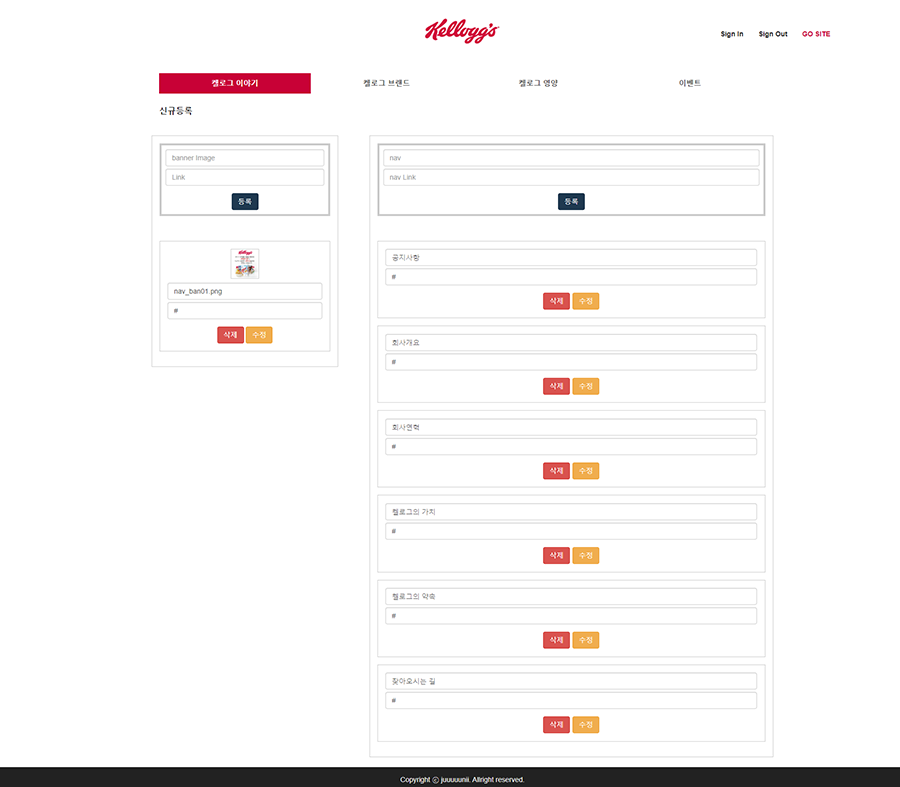 Kellogg's
Sign In Sign Out GO SITE
켈로그 이야기 켈로그 브랜드 켈로그 영양 이벤트
신규등록
banner Image
Link
등록
nav_ban01.png
#
삭제 수정
nav
nav Link
등록
공지사항
#
삭제 수정
회사개요
#
삭제 수정
회사연혁
#
삭제 수정
켈로그의 가치
#
삭제 수정
켈로그의 약속
#
삭제 수정
찾아오시는 길
#
삭제 수정
Copyright ⓒ juuuuunii. Allright reserved.